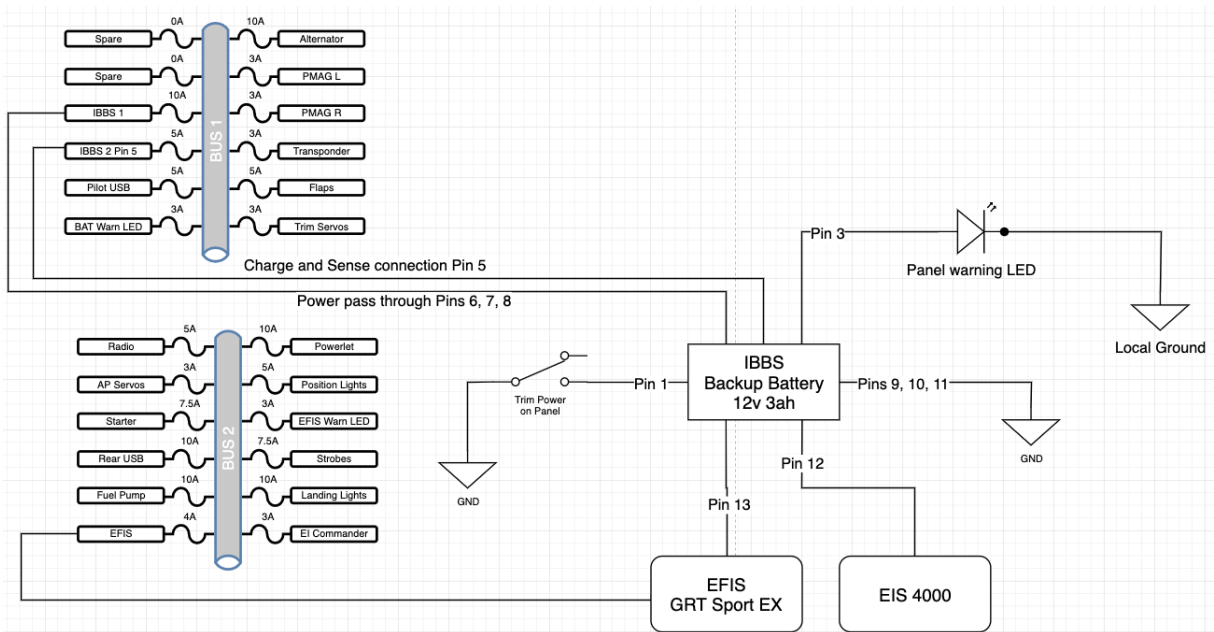 0A
10A
Spare
Alternator
0A
3A
Spare
PMAG L
10A
3A
IBBS 1
PMAG R
5A
3A
IBBS 2 Pin 5
Transponder
5A
5A
Pilot USB
Flaps
3A
3A
BAT Warn LED
Trim Servos
BUS 1
Charge and Sense connection Pin 5
Power pass through Pins 6, 7, 8
5A
10A
Radio
Powerlet
3A
5A
AP Servos
Position Lights
7.5A
3A
Starter
EFIS Warn LED
10A
7.5A
Rear USB
Strobes
10A
10A
Fuel Pump
Landing Lights
4A
3A
EFIS
EI Commander
BUS 2
Pin 3
Panel warning LED
Local Ground
IBBS
Backup Battery
12v 3ah
Pin 1
Trim Power
on Panel
GND
Pins 9, 10, 11
GND
Pin 12
Pin 13
EFIS
GRT Sport EX
EIS 4000